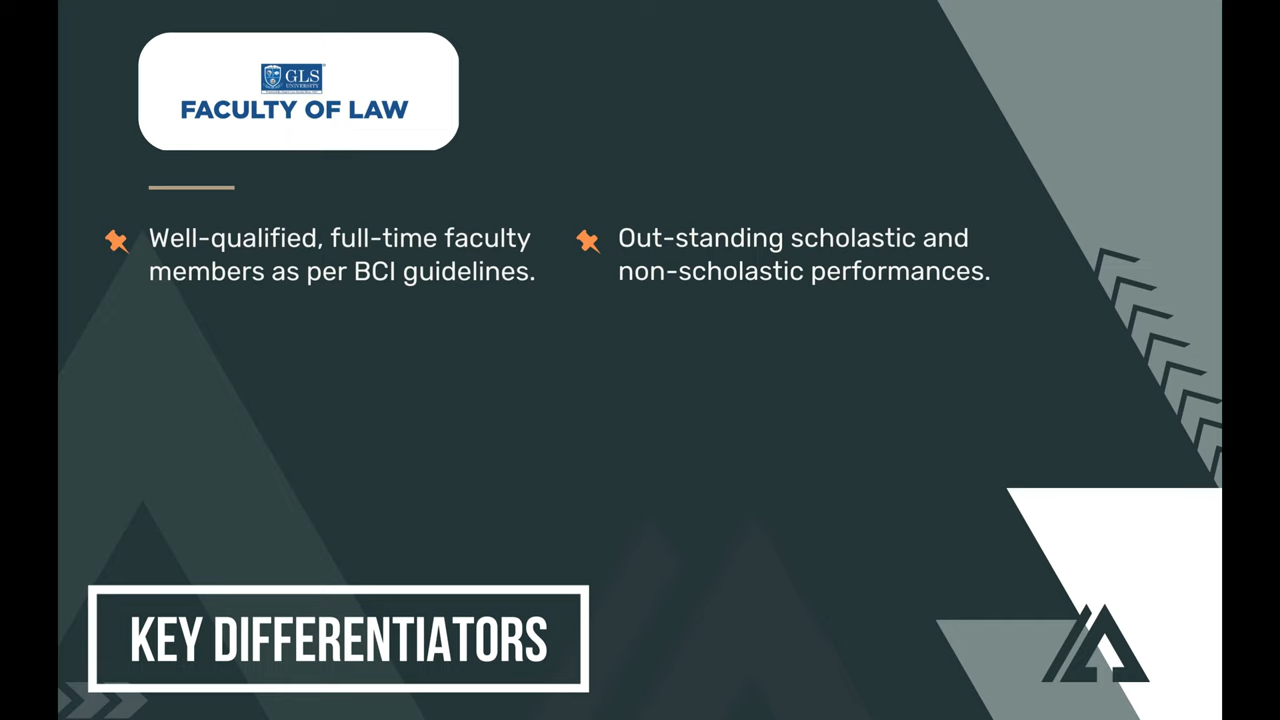 GLS
UNIVERSITY
FACULTY OF LAW
Well-qualified, full-time faculty
members as per BCI guidelines.
Out-standing scholastic and
non-scholastic performances.
KEY DIFFERENTIATORS